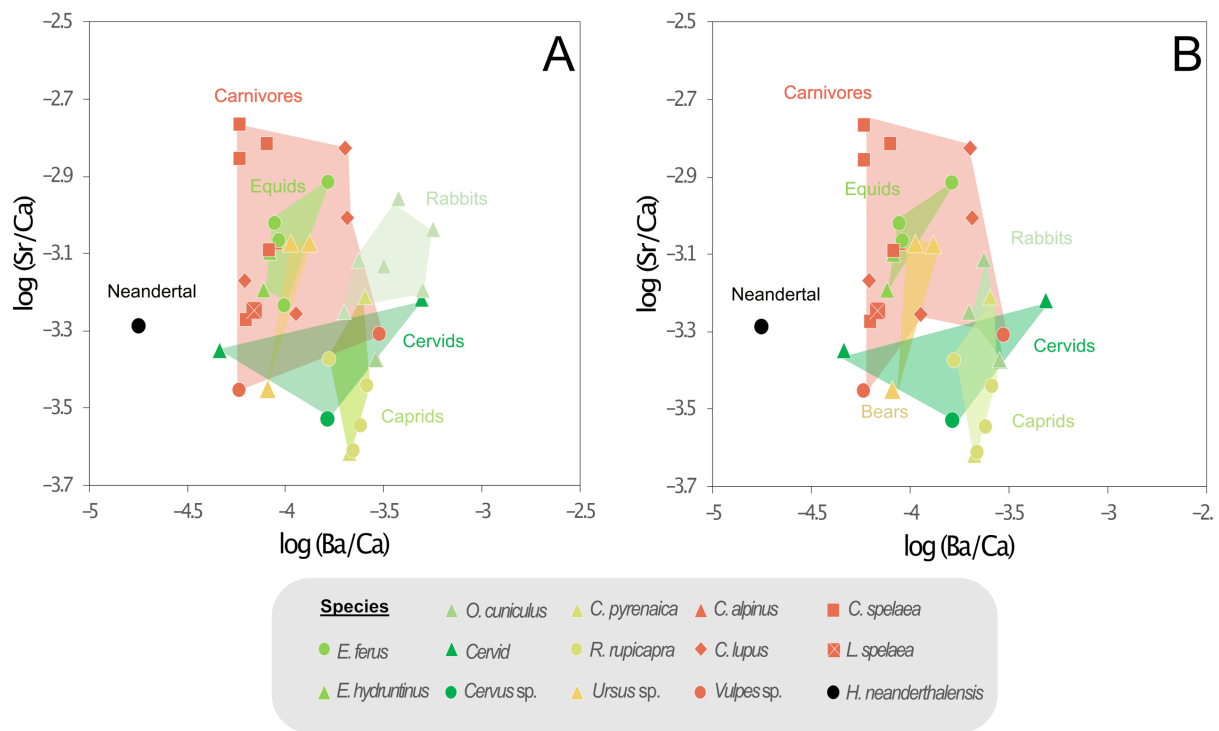 A
−2.5
−2.7
−2.9
−3.1
−3.3
−3.5
−3.7
log (Sr/Ca)
Carnivores
Equids
Rabbits
Neandertal
Cervids
Caprids
−5
−4.5
−4
−3.5
−3
−2.5
log (Ba/Ca)
B
−2.5
−2.7
−2.9
−3.1
−3.3
−3.5
−3.7
log (Sr/Ca)
Carnivores
Equids
Rabbits
Neandertal
Cervids
Bears
Caprids
−5
−4.5
−4
−3.5
−3
−2.
log (Ba/Ca)
Species
O. cuniculus
C. pyrenaica
C. alpinus
C. spelaea
E. ferus
Cervid
R. rupicapra
C. lupus
L. spelaea
E. hydruntinus
Cervus sp.
Ursus sp.
Vulpes sp.
H. neanderthalensis